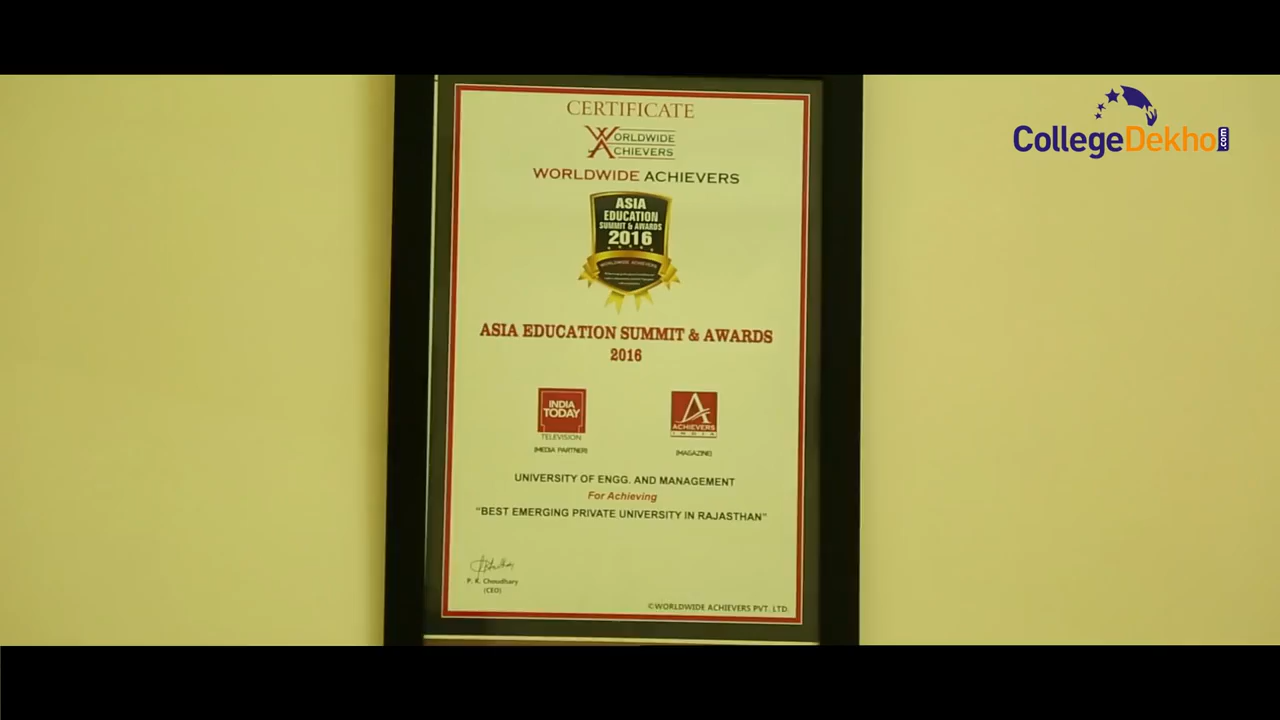 CERTIFICATE
WORLDWIDE
ACHIEVERS
WORLDWIDE ACHIEVERS
ASIA
EDUCATION
SUMMIT & AWARDS
2016
WORLDWIDE ACHIEVERS
ASIA EDUCATION SUMMIT & AWARDS
2016
INDIA
TODAY
TELEVISION
(MEDIA PARTNER)
ACHIEVERS
INDIA
(MAGAZINE)
UNIVERSITY OF ENGG. AND MANAGEMENT
For Achieving
"BEST EMERGING PRIVATE UNIVERSITY IN RAJASTHAN"
P. K. Choudhary
(CEO)
©WORLDWIDE ACHIEVERS PVT. LTD.
CollegeDekho.com